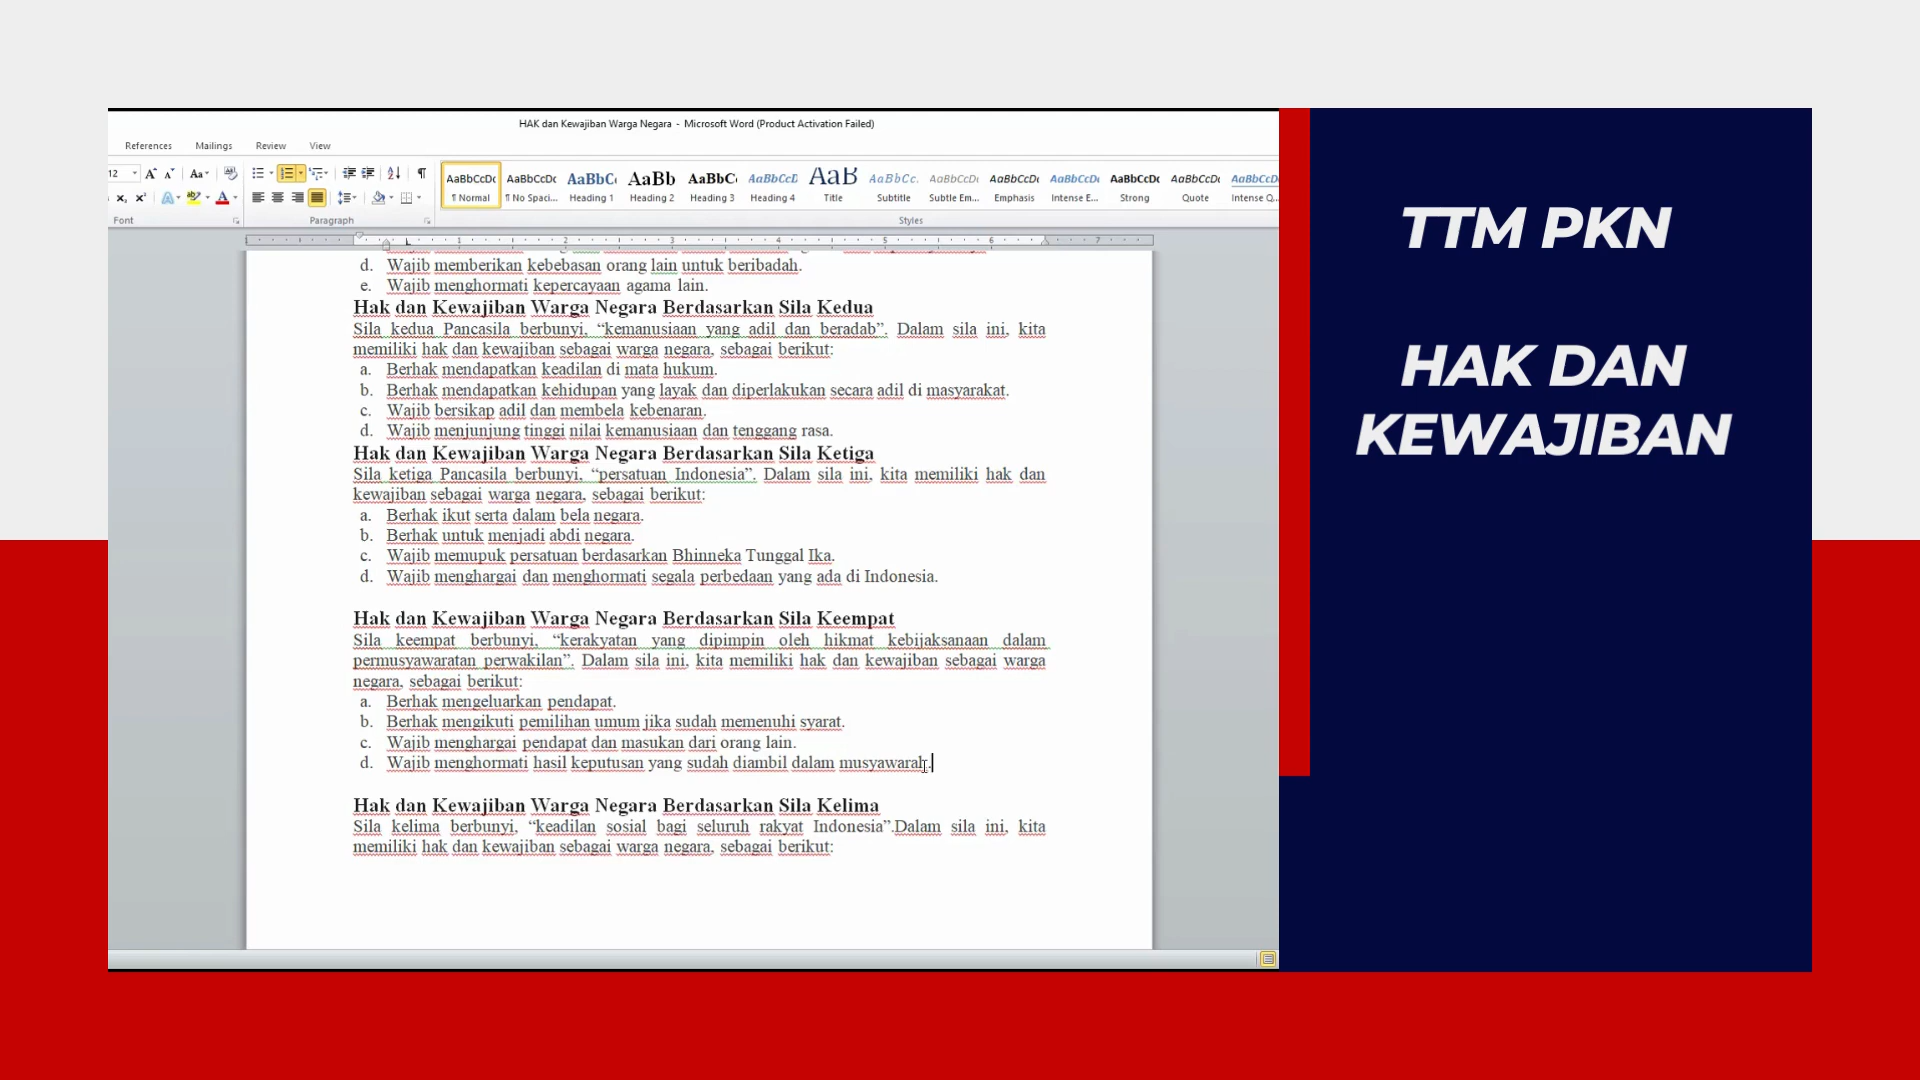 HAK dan Kewajiban Warga Negara - Microsoft Word (Product Activation Failed)
References Mailings Review View
12 Aa
AaBbCcDc AaBbCcDc AaBbC AaBb AaBbC AaBbCcD AaB AaBbCc. AaBbCcDc AaBbCcDc AaBbCcDc AaBbCcDc AaBbCcDc AaBbCcDc
¶ Normal ¶ No Spaci... Heading 1 Heading 2 Heading 3 Heading 4 Title Subtitle Subtle Em... Emphasis Intense E... Strong Quote Intense Q...
Font Paragraph Styles
1 2 3 4 5 6 7
d. Wajib memberikan kebebasan orang lain untuk beribadah.
e. Wajib menghormati kepercayaan agama lain.
Hak dan Kewajiban Warga Negara Berdasarkan Sila Kedua
Sila kedua Pancasila berbunyi, “kemanusiaan yang adil dan beradab”. Dalam sila ini, kita
memiliki hak dan kewajiban sebagai warga negara, sebagai berikut:
a. Berhak mendapatkan keadilan di mata hukum.
b. Berhak mendapatkan kehidupan yang layak dan diperlakukan secara adil di masyarakat.
c. Wajib bersikap adil dan membela kebenaran.
d. Wajib menjunjung tinggi nilai kemanusiaan dan tenggang rasa.
Hak dan Kewajiban Warga Negara Berdasarkan Sila Ketiga
Sila ketiga Pancasila berbunyi, “persatuan Indonesia”. Dalam sila ini, kita memiliki hak dan
kewajiban sebagai warga negara, sebagai berikut:
a. Berhak ikut serta dalam bela negara.
b. Berhak untuk menjadi abdi negara.
c. Wajib memupuk persatuan berdasarkan Bhinneka Tunggal Ika.
d. Wajib menghargai dan menghormati segala perbedaan yang ada di Indonesia.
Hak dan Kewajiban Warga Negara Berdasarkan Sila Keempat
Sila keempat berbunyi, “kerakyatan yang dipimpin oleh hikmat kebijaksanaan dalam
permusyawaratan perwakilan”. Dalam sila ini, kita memiliki hak dan kewajiban sebagai warga
negara, sebagai berikut:
a. Berhak mengeluarkan pendapat.
b. Berhak mengikuti pemilihan umum jika sudah memenuhi syarat.
c. Wajib menghargai pendapat dan masukan dari orang lain.
d. Wajib menghormati hasil keputusan yang sudah diambil dalam musyawarah.
Hak dan Kewajiban Warga Negara Berdasarkan Sila Kelima
Sila kelima berbunyi, “keadilan sosial bagi seluruh rakyat Indonesia”.Dalam sila ini, kita
memiliki hak dan kewajiban sebagai warga negara, sebagai berikut:
TTM PKN
HAK DAN
KEWAJIBAN